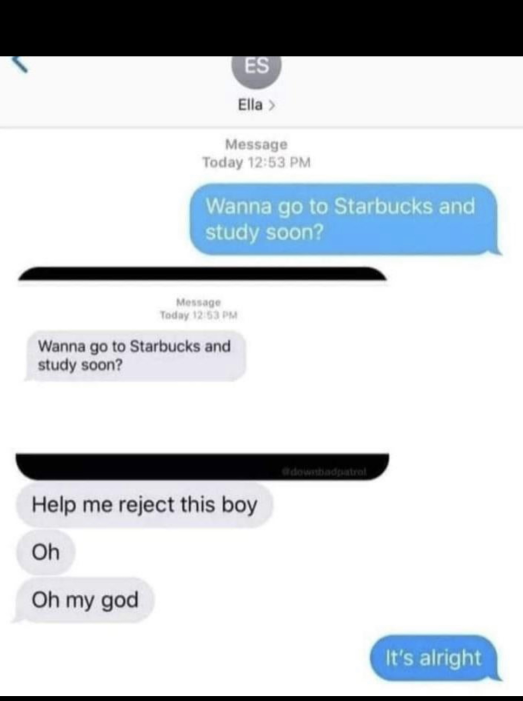 ES
Ella >
Message
Today 12:53 PM
Wanna go to Starbucks and
study soon?
Message
Today 12:53 PM
Wanna go to Starbucks and
study soon?
@downbadpatrol
Help me reject this boy
Oh
Oh my god
It's alright